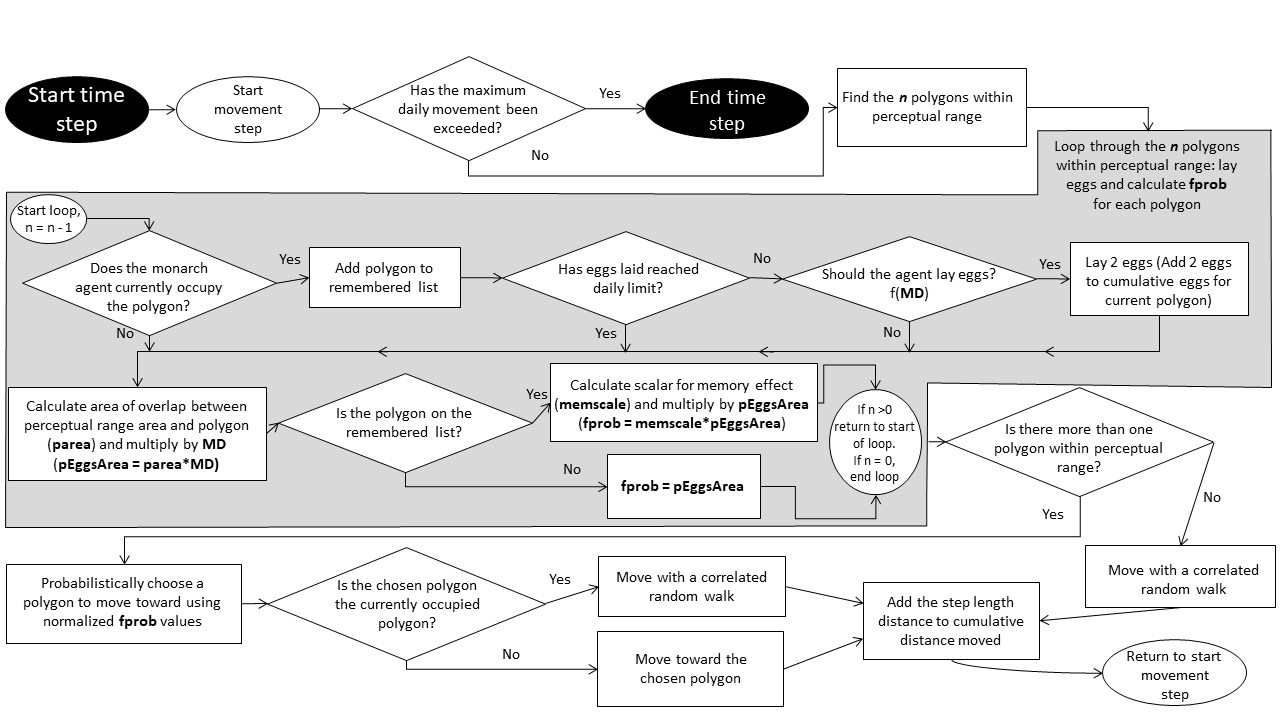 Start time
step
Start
movement
step
Has the maximum
daily movement been
exceeded?
Yes
No
End time
step
Find the n polygons within
perceptual range
Loop through the n polygons
within perceptual range: lay
eggs and calculate fprob
for each polygon
Start loop,
n = n - 1
Does the monarch
agent currently occupy
the polygon?
Yes
No
Add polygon to
remembered list
Has eggs laid reached
daily limit?
No
Yes
Should the agent lay eggs?
f(MD)
Yes
No
Lay 2 eggs (Add 2 eggs
to cumulative eggs for
current polygon)
Calculate area of overlap between
perceptual range area and polygon
(parea) and multiply by MD
(pEggsArea = parea*MD)
Is the polygon on the
remembered list?
Yes
No
Calculate scalar for memory effect
(memscale) and multiply by pEggsArea
(fprob = memscale*pEggsArea)
fprob = pEggsArea
If n >0
return to start
of loop.
If n = 0,
end loop
Is there more than one
polygon within perceptual
range?
Yes
No
Move with a correlated
random walk
Probabilistically choose a
polygon to move toward using
normalized fprob values
Is the chosen polygon
the currently occupied
polygon?
Yes
No
Move with a correlated
random walk
Move toward the
chosen polygon
Add the step length
distance to cumulative
distance moved
Return to start
movement
step